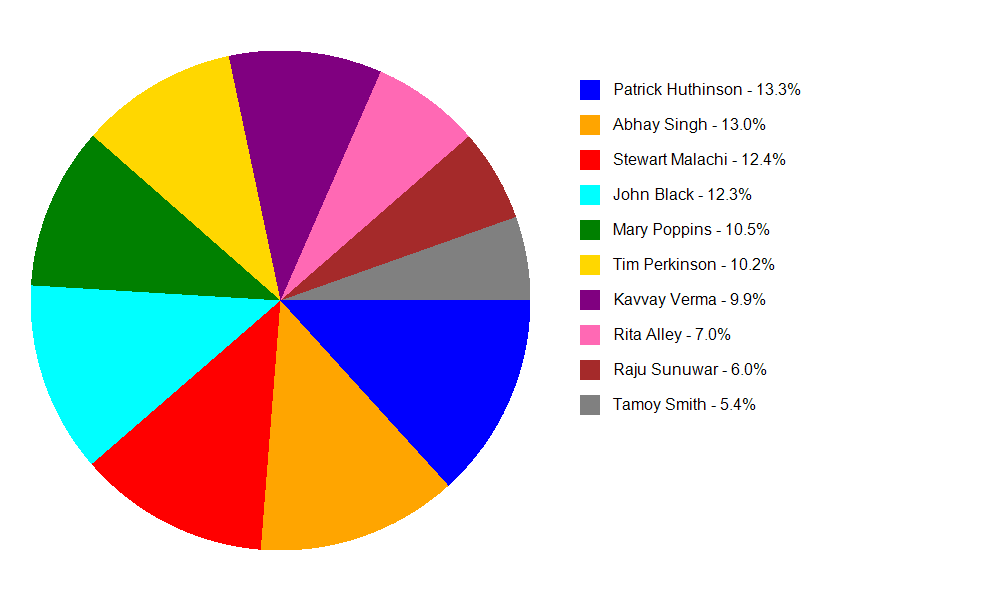 Patrick Huthinson - 13.3%
Abhay Singh - 13.0%
Stewart Malachi - 12.4%
John Black - 12.3%
Mary Poppins - 10.5%
Tim Perkinson - 10.2%
Kavvay Verma - 9.9%
Rita Alley - 7.0%
Raju Sunuwar - 6.0%
Tamoy Smith - 5.4%